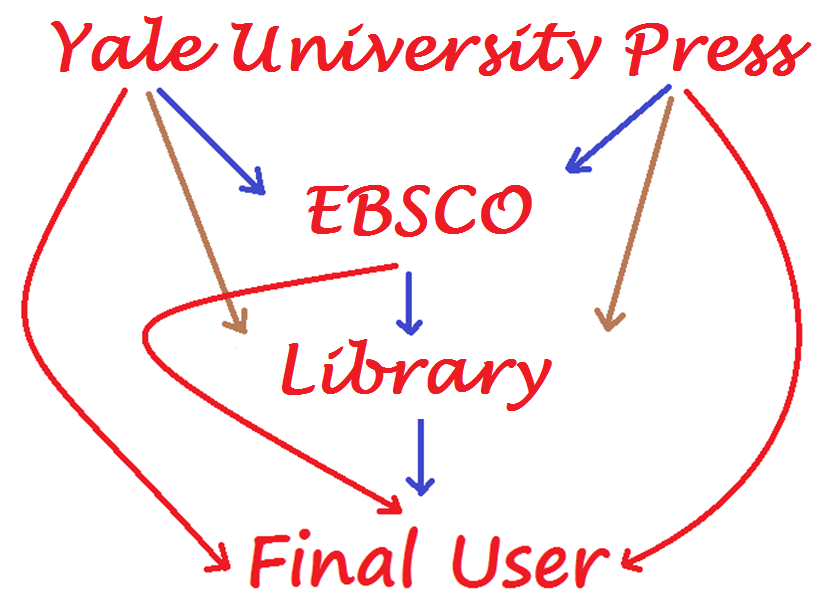 Yale University Press
EBSCO
Library
Final User